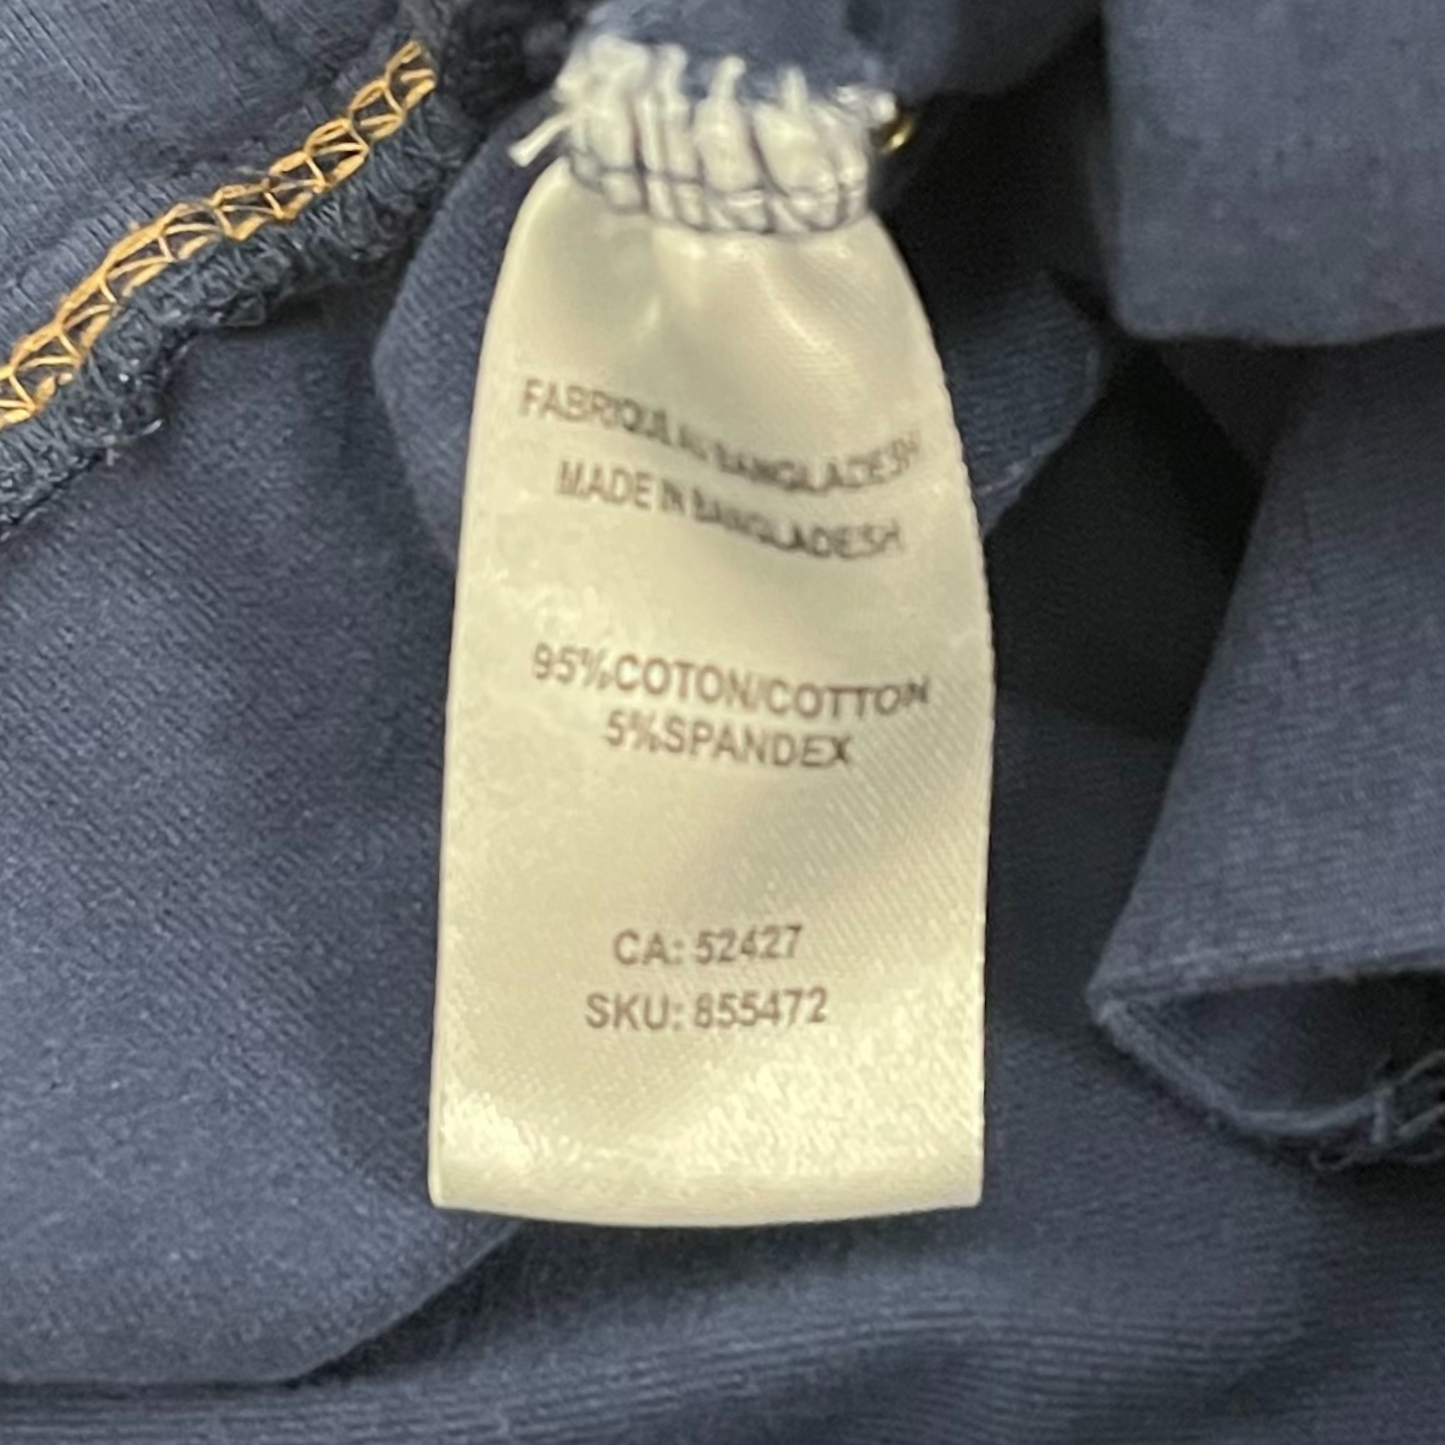 FABRIQUÉ AU BANGLADESH
MADE IN BANGLADESH
95%COTON/COTTON
5%SPANDEX
CA: 52427
SKU: 855472